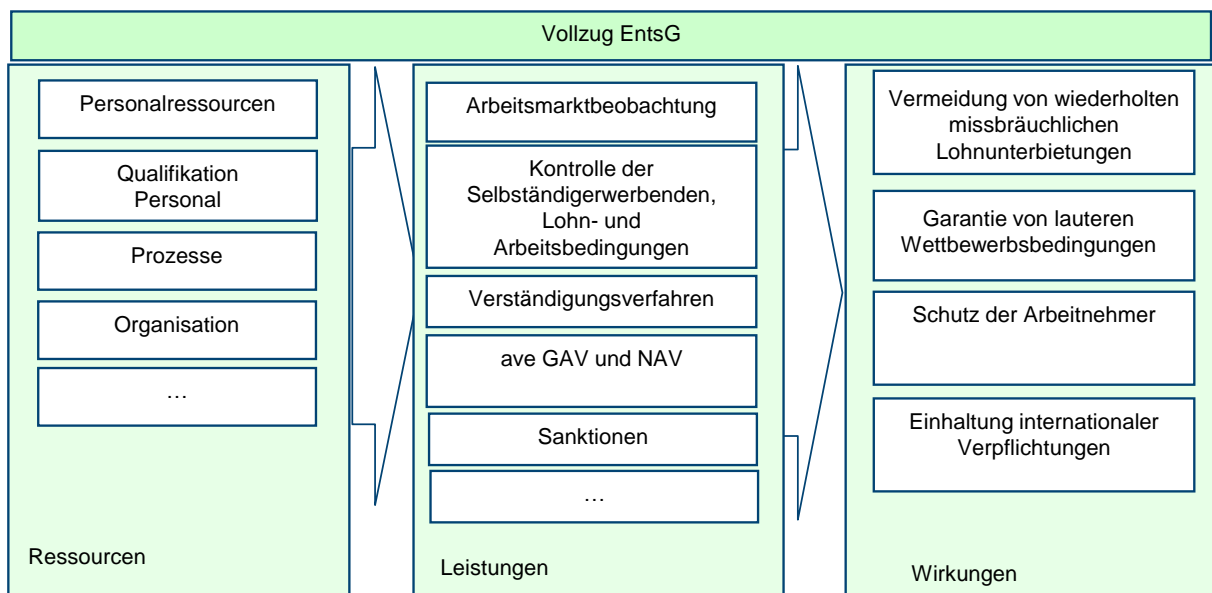 Vollzug EntsG
Personalressourcen
Qualifikation
Personal
Prozesse
Organisation
…
Ressourcen
Arbeitsmarktbeobachtung
Kontrolle der
Selbständigerwerbenden,
Lohn- und
Arbeitsbedingungen
Verständigungsverfahren
ave GAV und NAV
Sanktionen
…
Leistungen
Vermeidung von wiederholten
missbräuchlichen
Lohnunterbietungen
Garantie von lauteren
Wettbewerbsbedingungen
Schutz der Arbeitnehmer
Einhaltung internationaler
Verpflichtungen
Wirkungen